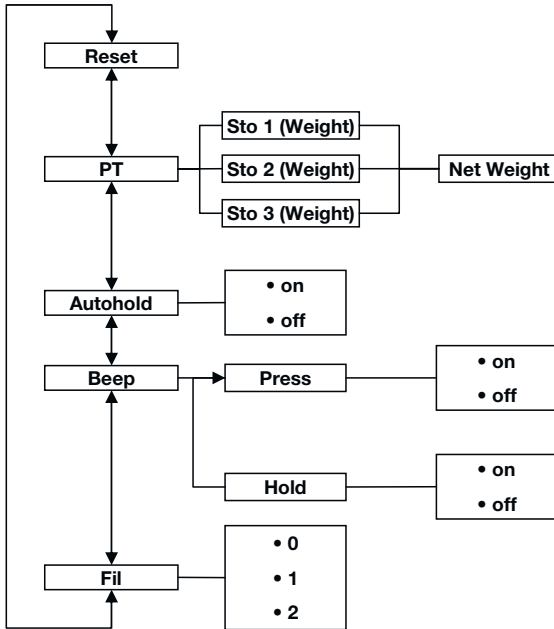 Reset
PT
Sto 1 (Weight)
Sto 2 (Weight)
Sto 3 (Weight)
Net Weight
Autohold
• on
• off
Beep
Press
• on
• off
Hold
• on
• off
Fil
• 0
• 1
• 2